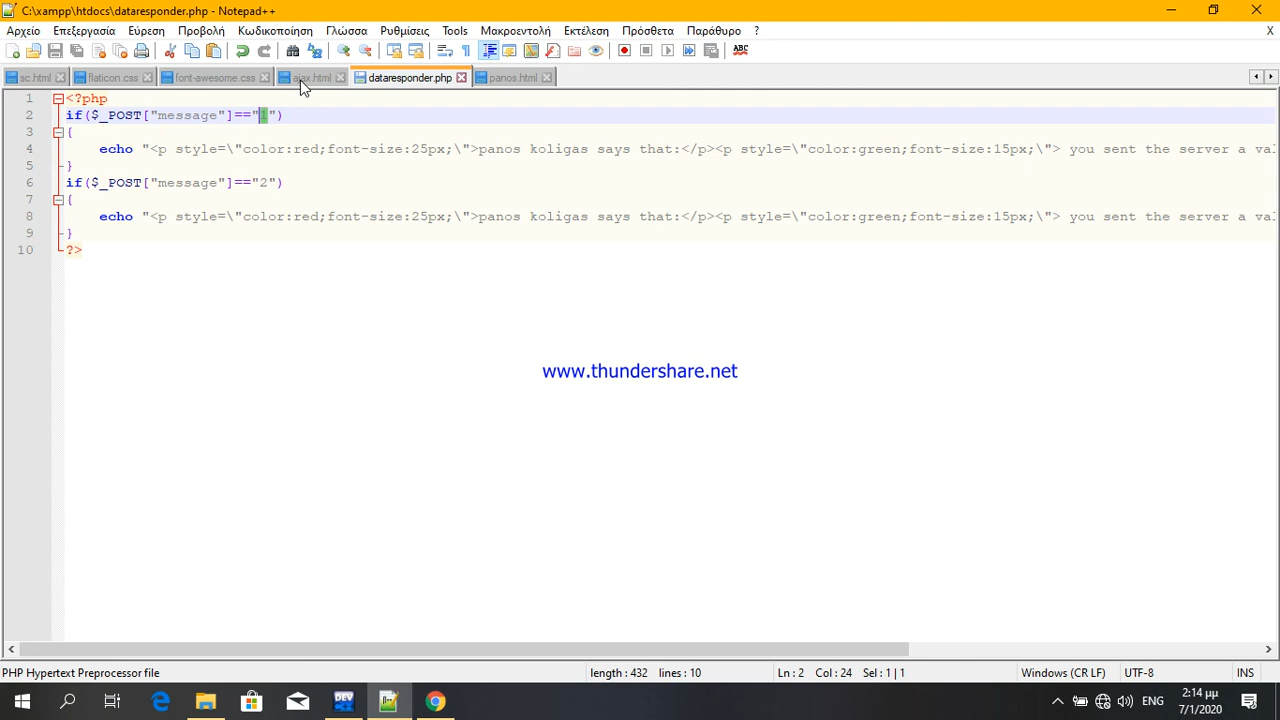 C:\xampp\htdocs\dataresponder.php - Notepad++
Αρχείο Επεξεργασία Εύρεση Προβολή Κωδικοποίηση Γλώσσα Ρυθμίσεις Tools Μακροεντολή Εκτέλεση Πρόσθετα Παράθυρο ? X
ABC
sc.html flaticon.css font-awesome.css ajax.html dataresponder.php panos.html
1 <?php
2 if($_POST["message"]=="1")
3 {
4 echo "<p style=\"color:red;font-size:25px;\">panos koligas says that:</p><p style=\"color:green;font-size:15px;\"> you sent the server a va
5 }
6 if($_POST["message"]=="2")
7 {
8 echo "<p style=\"color:red;font-size:25px;\">panos koligas says that:</p><p style=\"color:green;font-size:15px;\"> you sent the server a va
9 }
10 ?>
www.thundershare.net
PHP Hypertext Preprocessor file length : 432 lines : 10 Ln : 2 Col : 24 Sel : 1 | 1 Windows (CR LF) UTF-8 INS
DEV
ENG
2:14 μμ
7/1/2020